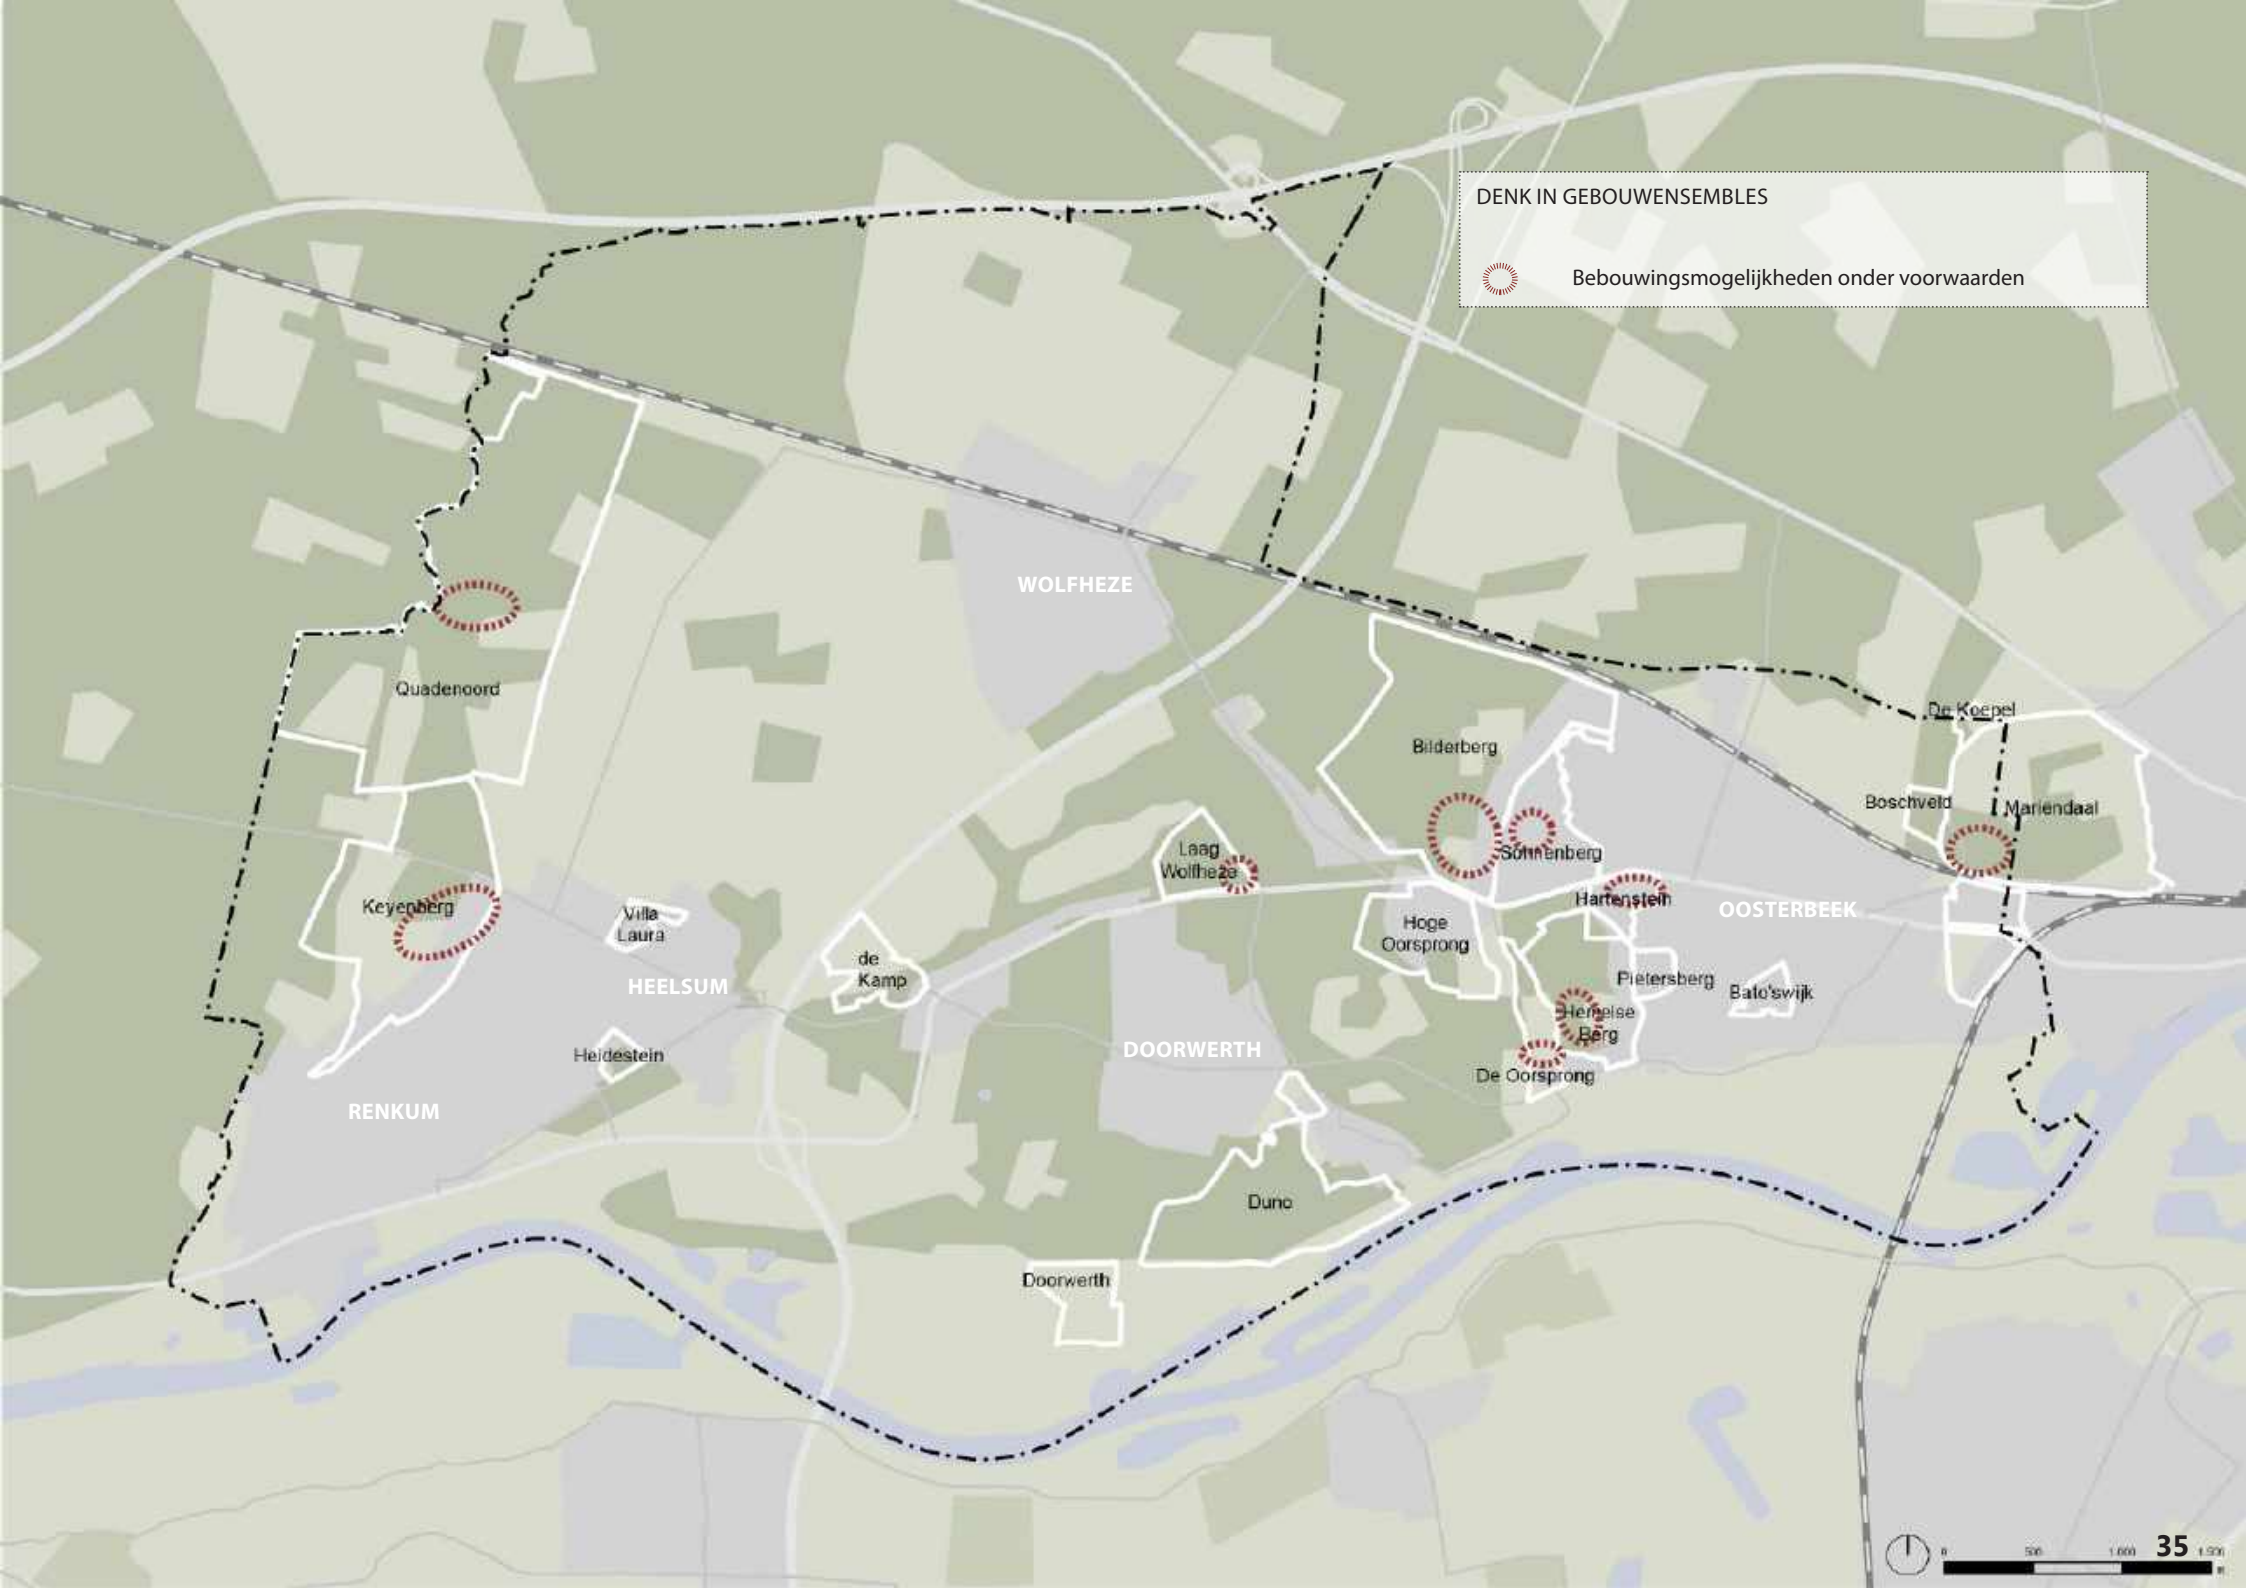 DENK IN GEBOUWENSEMBLES
Bebouwingsmogelijkheden onder voorwaarden
WOLFHEZE
Quadenoord
De Koepel
Bilderberg
Boschveld
Mariendaal
Laag
Wolfheze
Sonnenberg
Keyenberg
Villa
Laura
Hartenstein
OOSTERBEEK
Hoge
Oorsprong
de
Kamp
HEELSUM
Pietersberg
Bato'swijk
Hemelse
Berg
DOORWERTH
Heidestein
De Oorsprong
RENKUM
Duno
Doorwerth
35
0 500 1.000 1.500
m